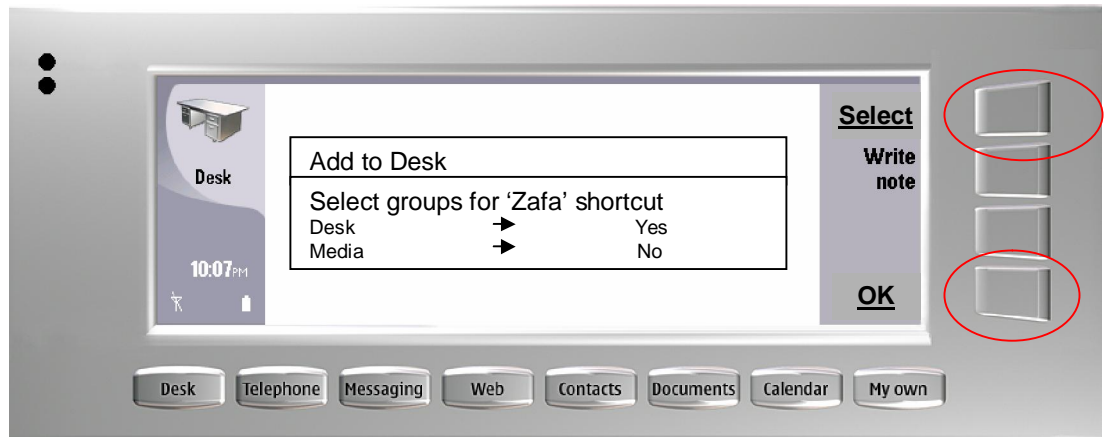 Select
Write
note
Desk
Add to Desk
Select groups for ‘Zafa’ shortcut
Desk Yes
Media No
10:07PM
OK
Desk Telephone Messaging Web Contacts Documents Calendar My own